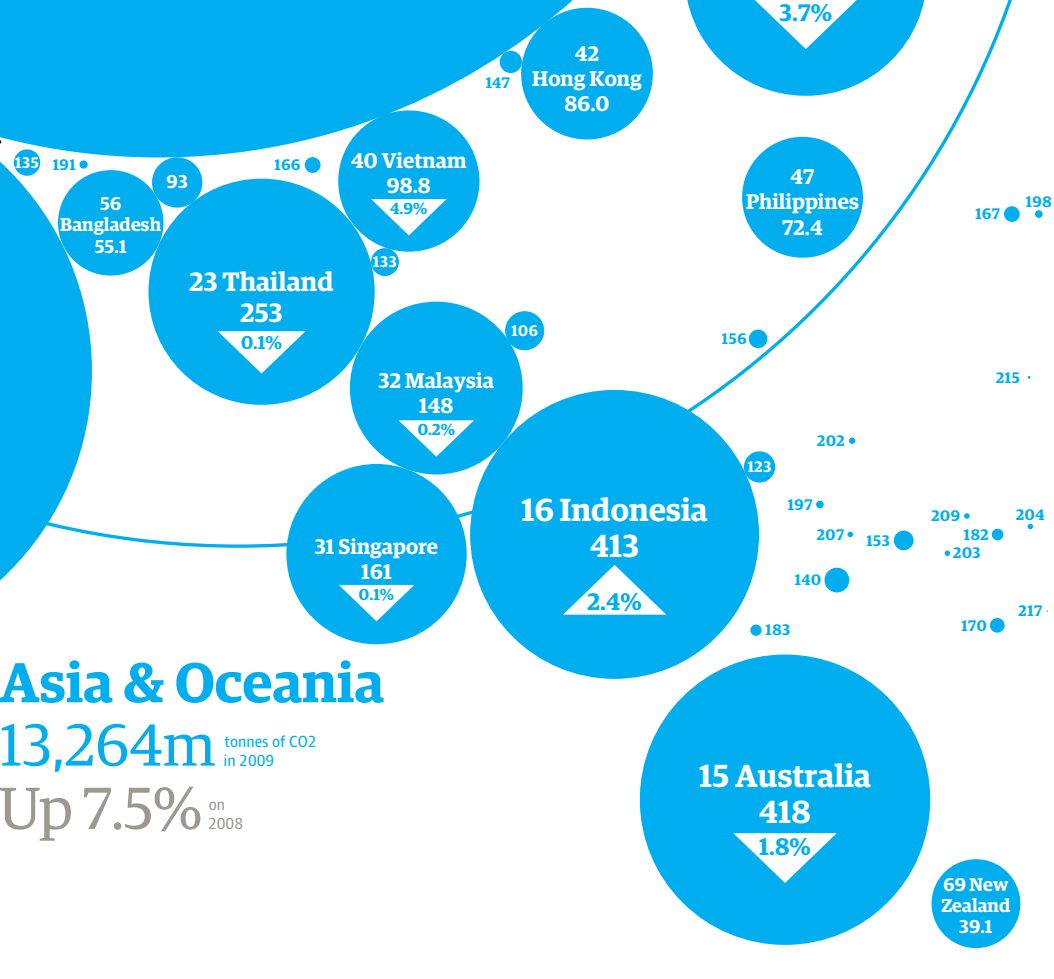 3.7%
42
Hong Kong
86.0
147
135
191
93
166
40 Vietnam
98.8
4.9%
56
Bangladesh
55.1
47
Philippines
72.4
167
198
133
23 Thailand
253
0.1%
106
156
32 Malaysia
148
0.2%
215
202
123
16 Indonesia
413
2.4%
197
207
153
209
182
204
203
140
31 Singapore
161
0.1%
183
170
217
Asia & Oceania
13,264m
tonnes of CO2
in 2009
Up 7.5%
on
2008
15 Australia
418
1.8%
69 New
Zealand
39.1